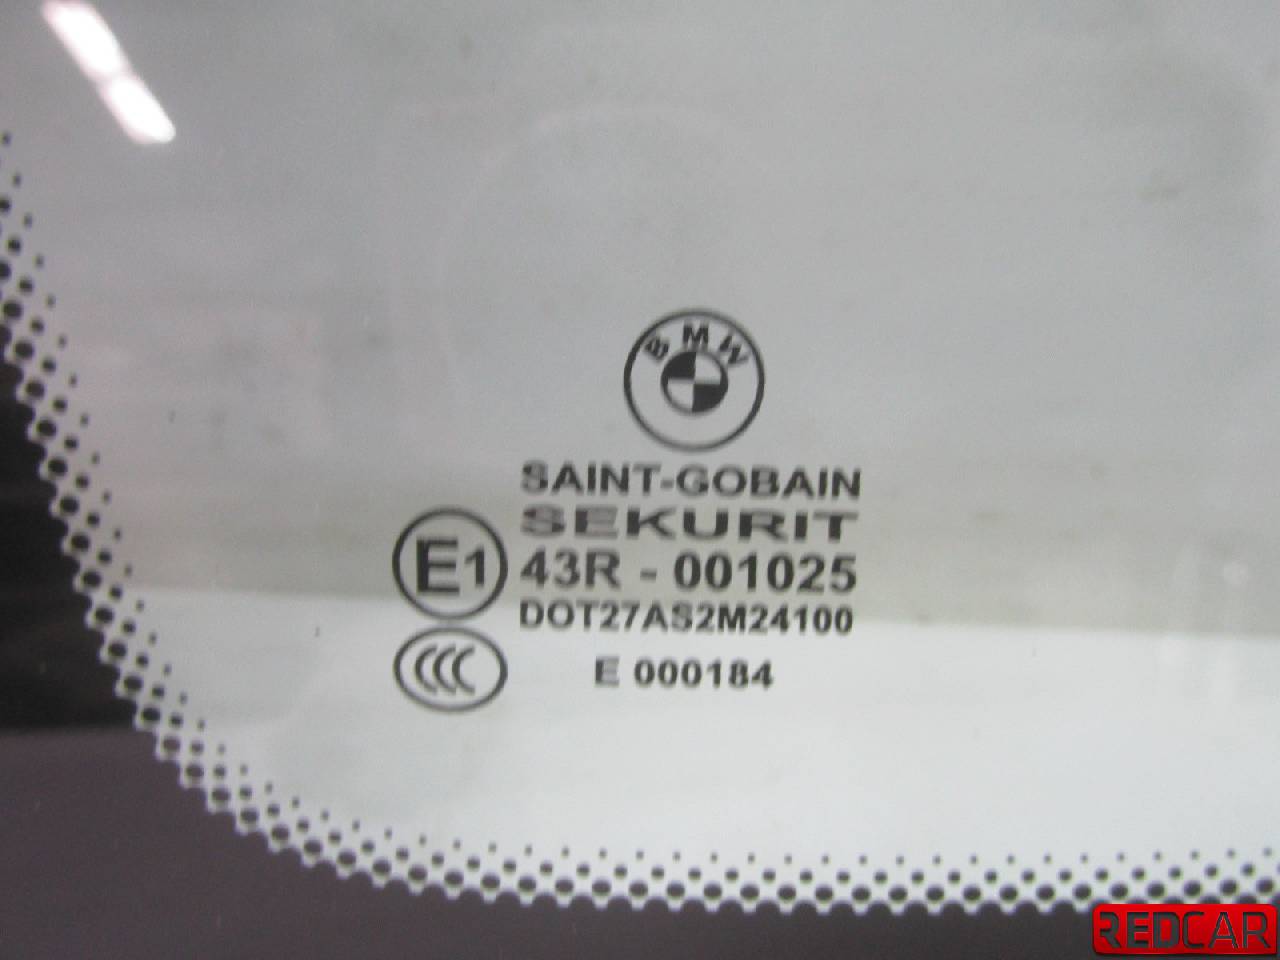 BMW
SAINT-GOBAIN
SEKURIT
E1 43R - 001025
DOT27AS2M24100
CCC E 000184
REDCAR